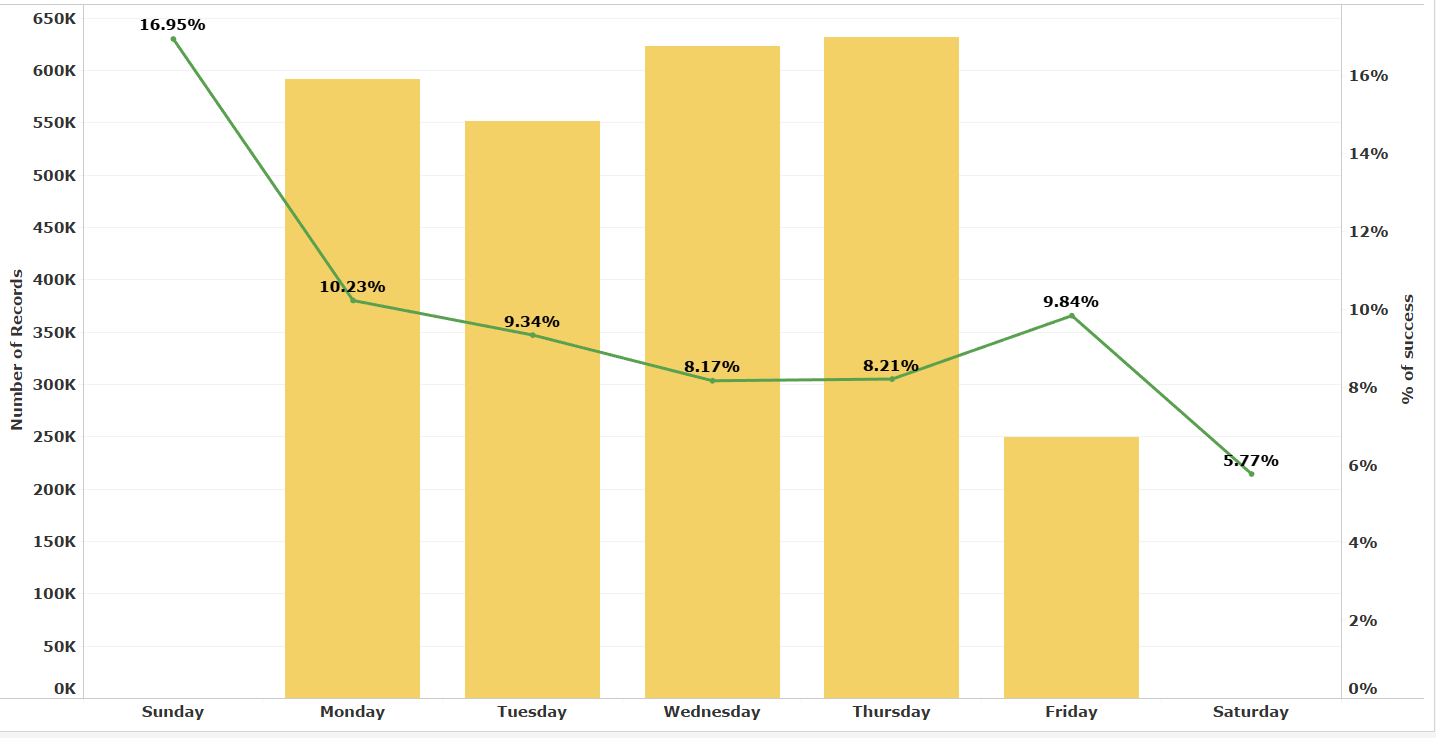 650K
600K
550K
500K
450K
400K
350K
300K
250K
200K
150K
100K
50K
0K
Number of Records
16.95%
10.23%
9.34%
8.17%
8.21%
9.84%
5.77%
16%
14%
12%
10%
8%
6%
4%
2%
0%
% of success
Sunday Monday Tuesday Wednesday Thursday Friday Saturday